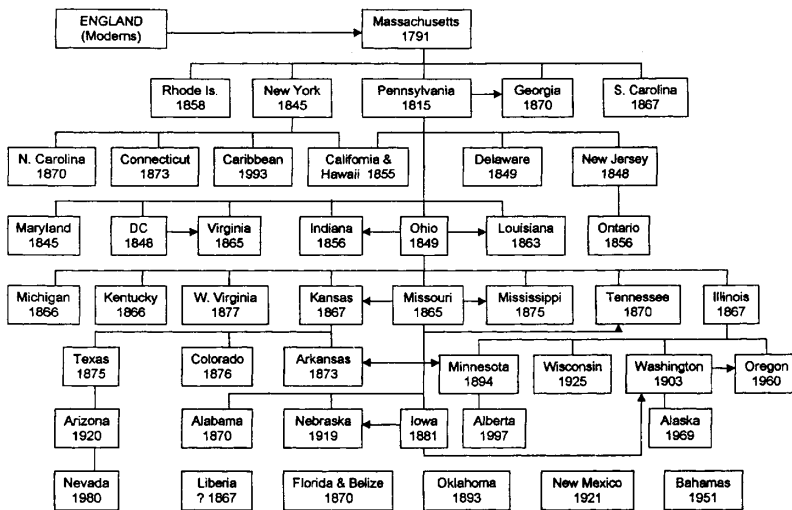 ENGLAND
(Moderns)
Massachusetts
1791
Rhode Is.
1858
New York
1845
Pennsylvania
1815
Georgia
1870
S. Carolina
1867
N. Carolina
1870
Connecticut
1873
Caribbean
1993
California &
Hawaii 1855
Delaware
1849
New Jersey
1848
Maryland
1845
DC
1848
Virginia
1865
Indiana
1856
Ohio
1849
Louisiana
1863
Ontario
1856
Michigan
1866
Kentucky
1866
W. Virginia
1877
Kansas
1867
Missouri
1865
Mississippi
1875
Tennessee
1870
Illinois
1867
Texas
1875
Colorado
1876
Arkansas
1873
Minnesota
1894
Wisconsin
1925
Washington
1903
Oregon
1960
Arizona
1920
Alabama
1870
Nebraska
1919
Iowa
1881
Alberta
1997
Alaska
1969
Nevada
1980
Liberia
? 1867
Florida & Belize
1870
Oklahoma
1893
New Mexico
1921
Bahamas
1951